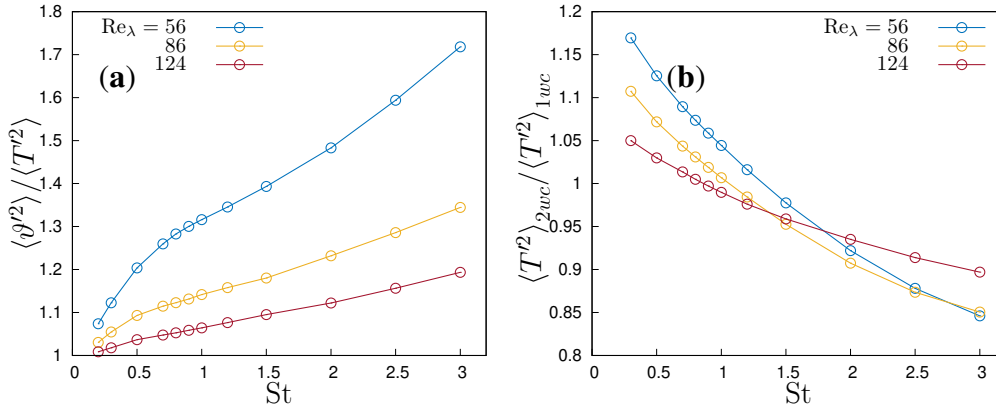 Re_λ = 56
86
124
(a)
1
1.1
1.2
1.3
1.4
1.5
1.6
1.7
1.8
0 0.5 1 1.5 2 2.5 3
St
⟨ϑ′²⟩/⟨T′²⟩
Re_λ = 56
86
124
(b)
0.8
0.85
0.9
0.95
1
1.05
1.1
1.15
1.2
0 0.5 1 1.5 2 2.5 3
St
⟨T′²⟩_2wc/⟨T′²⟩_1wc